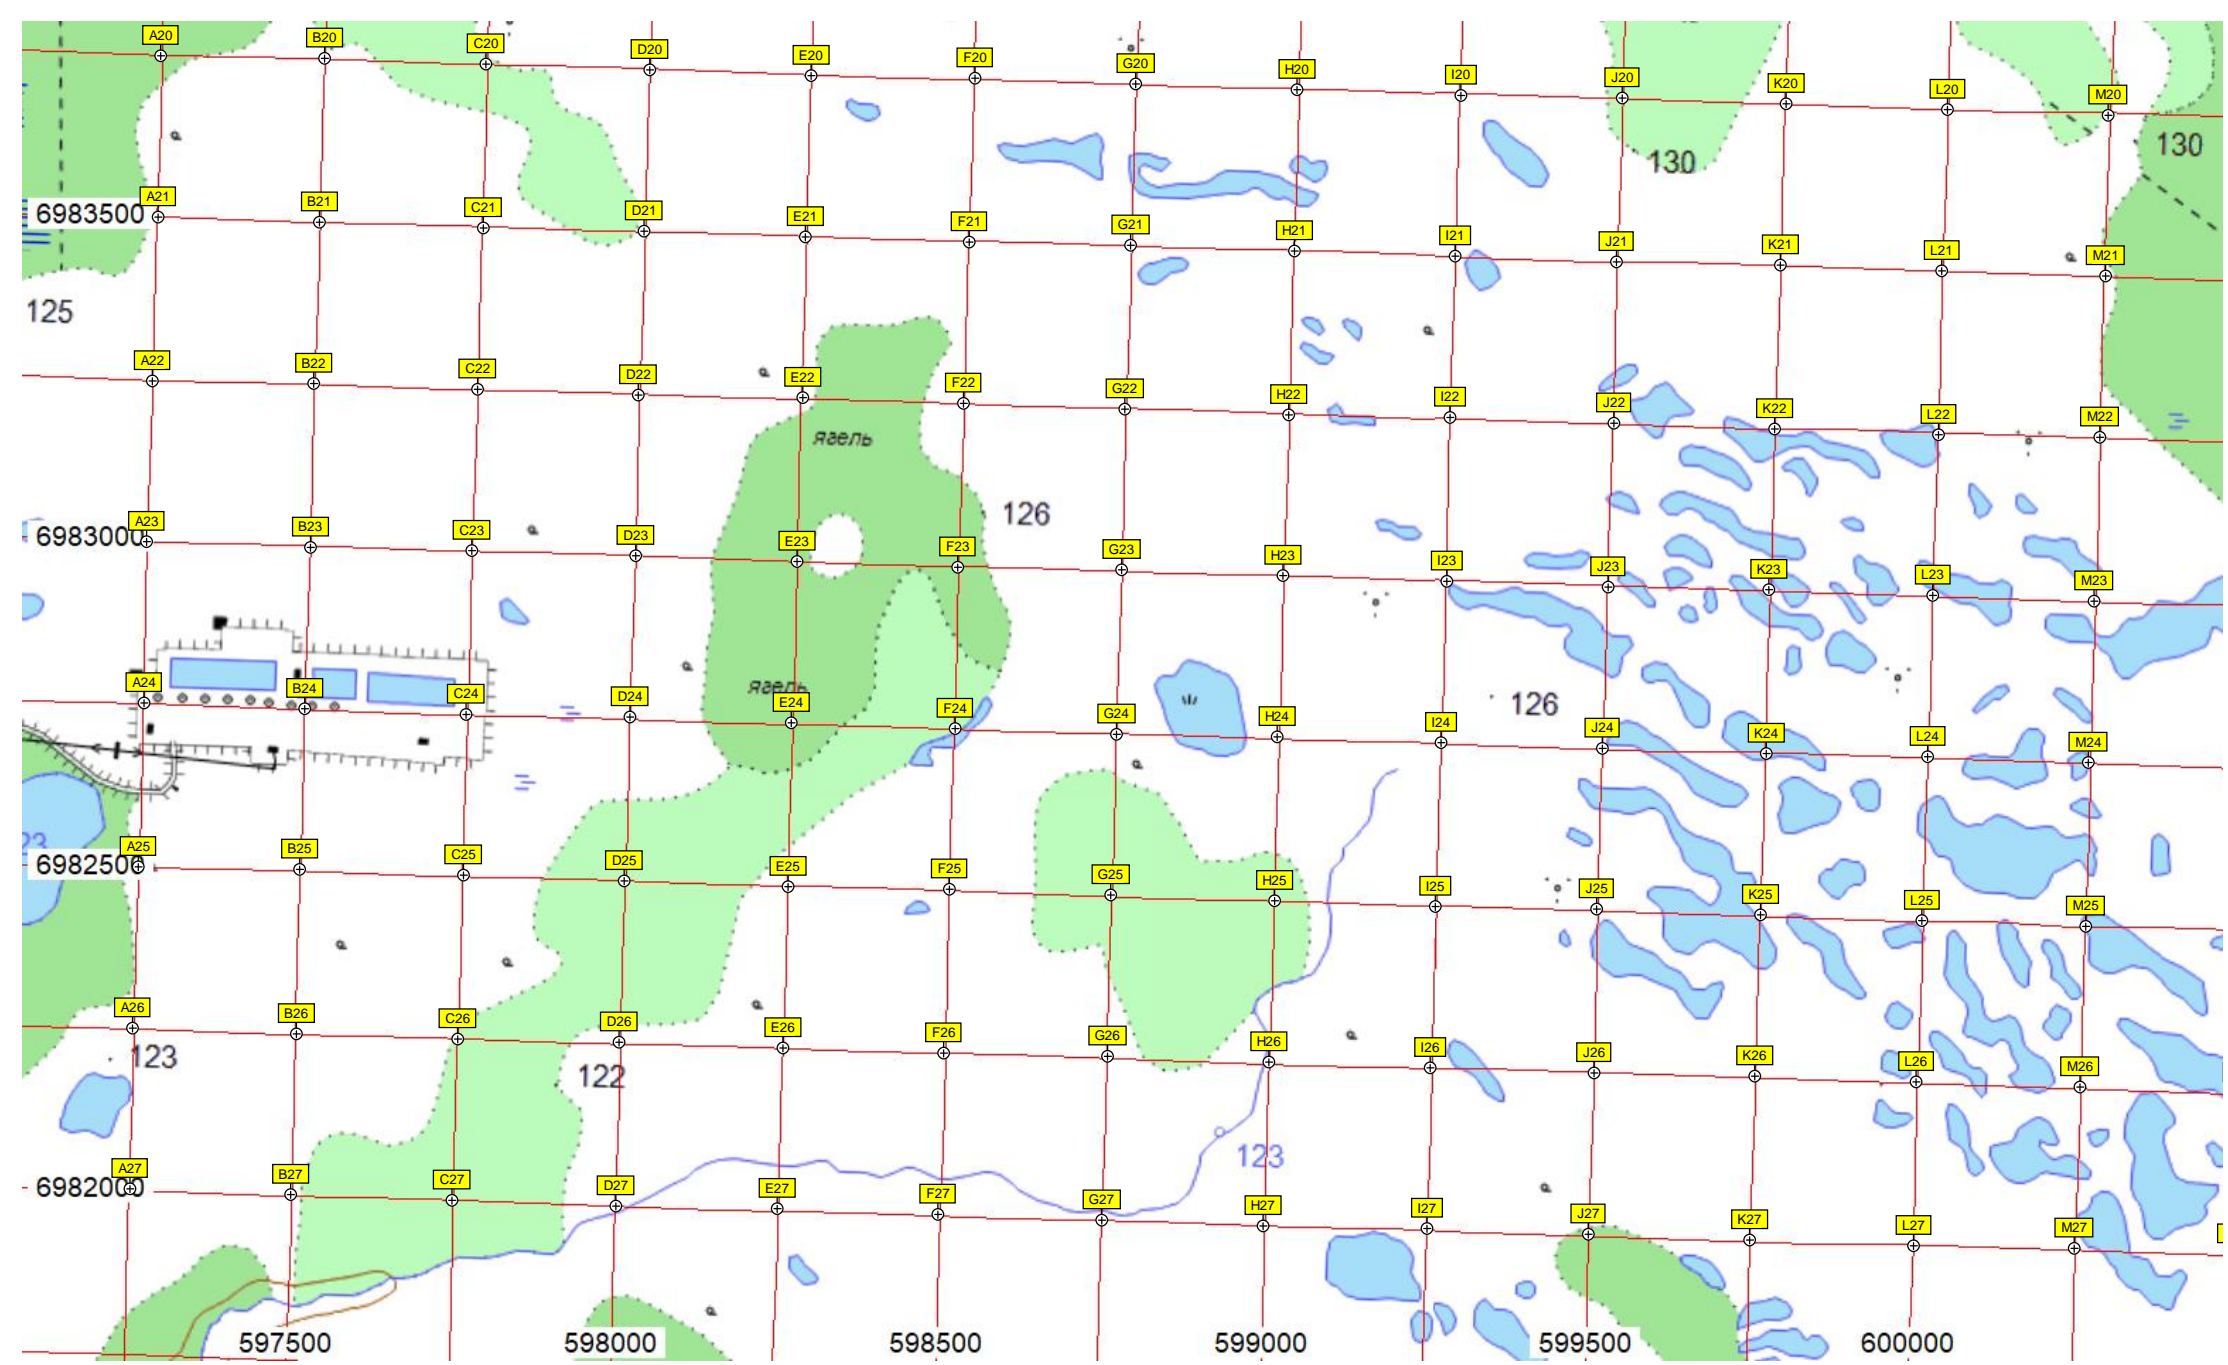 A20 B20 C20 D20 E20 F20 G20 H20 I20 J20 K20 L20 M20
130 130
6983500 A21 B21 C21 D21 E21 F21 G21 H21 I21 J21 K21 L21 M21
125
A22 B22 C22 D22 E22 F22 G22 H22 I22 J22 K22 L22 M22
ягель
126
6983000 A23 B23 C23 D23 E23 F23 G23 H23 I23 J23 K23 L23 M23
ягель
126
A24 B24 C24 D24 E24 F24 G24 H24 I24 J24 K24 L24 M24
23
6982500 A25 B25 C25 D25 E25 F25 G25 H25 I25 J25 K25 L25 M25
A26 B26 C26 D26 E26 F26 G26 H26 I26 J26 K26 L26 M26
123 122
123
6982000 A27 B27 C27 D27 E27 F27 G27 H27 I27 J27 K27 L27 M27
597500 598000 598500 599000 599500 600000